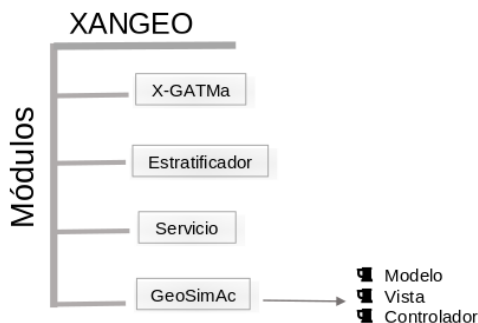 XANGEO
Módulos
X-GATMa
Estratificador
Servicio
GeoSimAc
Modelo
Vista
Controlador